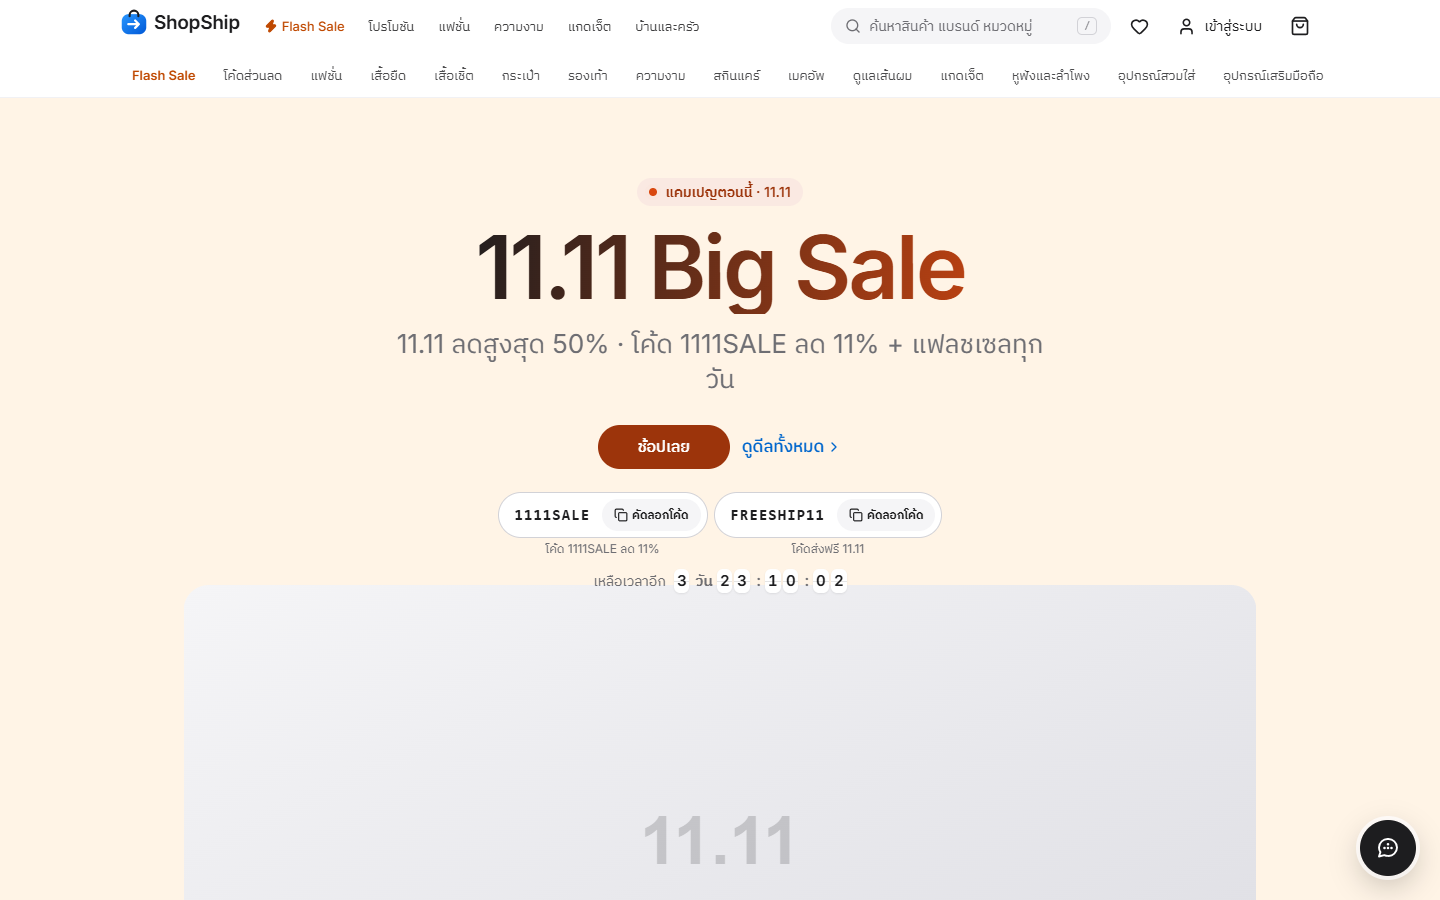 ShopShip
Flash Sale โปรโมชัน แฟชั่น ความงาม แกดเจ็ต บ้านและครัว
ค้นหาสินค้า แบรนด์ หมวดหมู่ /
เข้าสู่ระบบ
Flash Sale โค้ดส่วนลด แฟชั่น เสื้อยืด เสื้อเชิ้ต กระเป๋า รองเท้า ความงาม สกินแคร์ เมคอัพ ดูแลเส้นผม แกดเจ็ต หูฟังและลำโพง อุปกรณ์สวมใส่ อุปกรณ์เสริมมือถือ
แคมเปญตอนนี้ · 11.11
11.11 Big Sale
11.11 ลดสูงสุด 50% · โค้ด 1111SALE ลด 11% + แฟลชเซลทุก
วัน
ช้อปเลย ดูดีลทั้งหมด
1111SALE คัดลอกโค้ด FREESHIP11 คัดลอกโค้ด
โค้ด 1111SALE ลด 11% โค้ดส่งฟรี 11.11
เหลือเวลาอีก 3 วัน 23 : 10 : 02
11.11